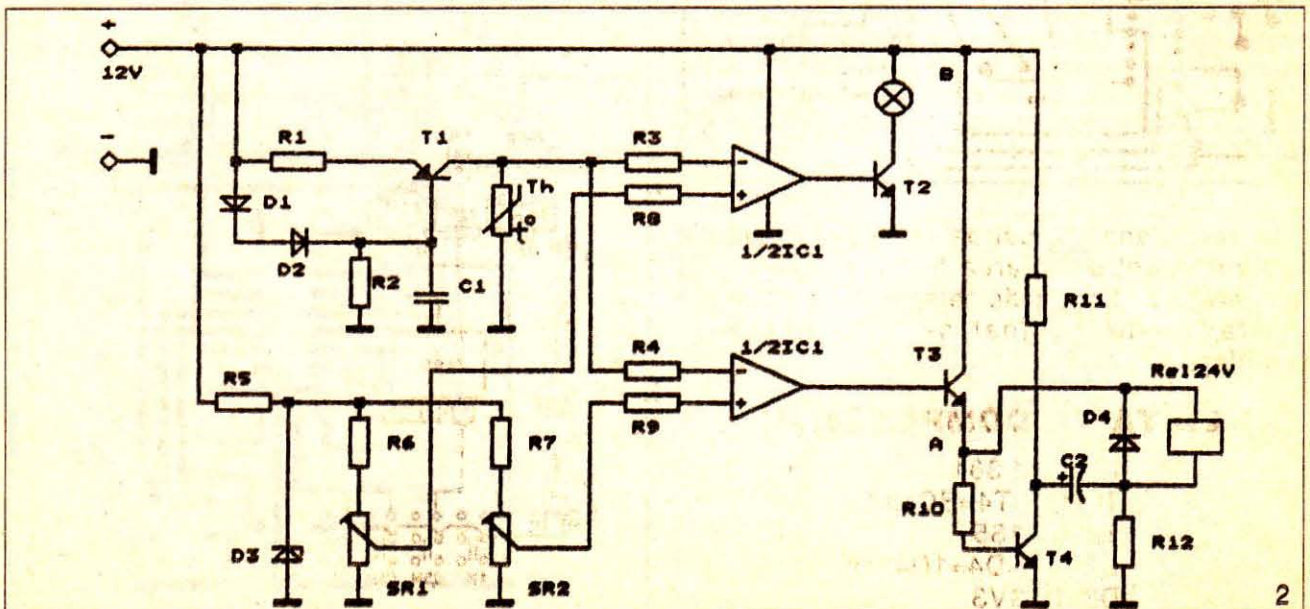 +
12V
-
R1
T1
Th
t°
D1
D2
R2
C1
R3
R8
-
+
1/2IC1
B
T2
R5
R6
R7
D3
SR1
SR2
R4
R9
1/2IC1
-
+
T3
A
R10
R11
C2
+
D4
Rel24V
R12
T4
2